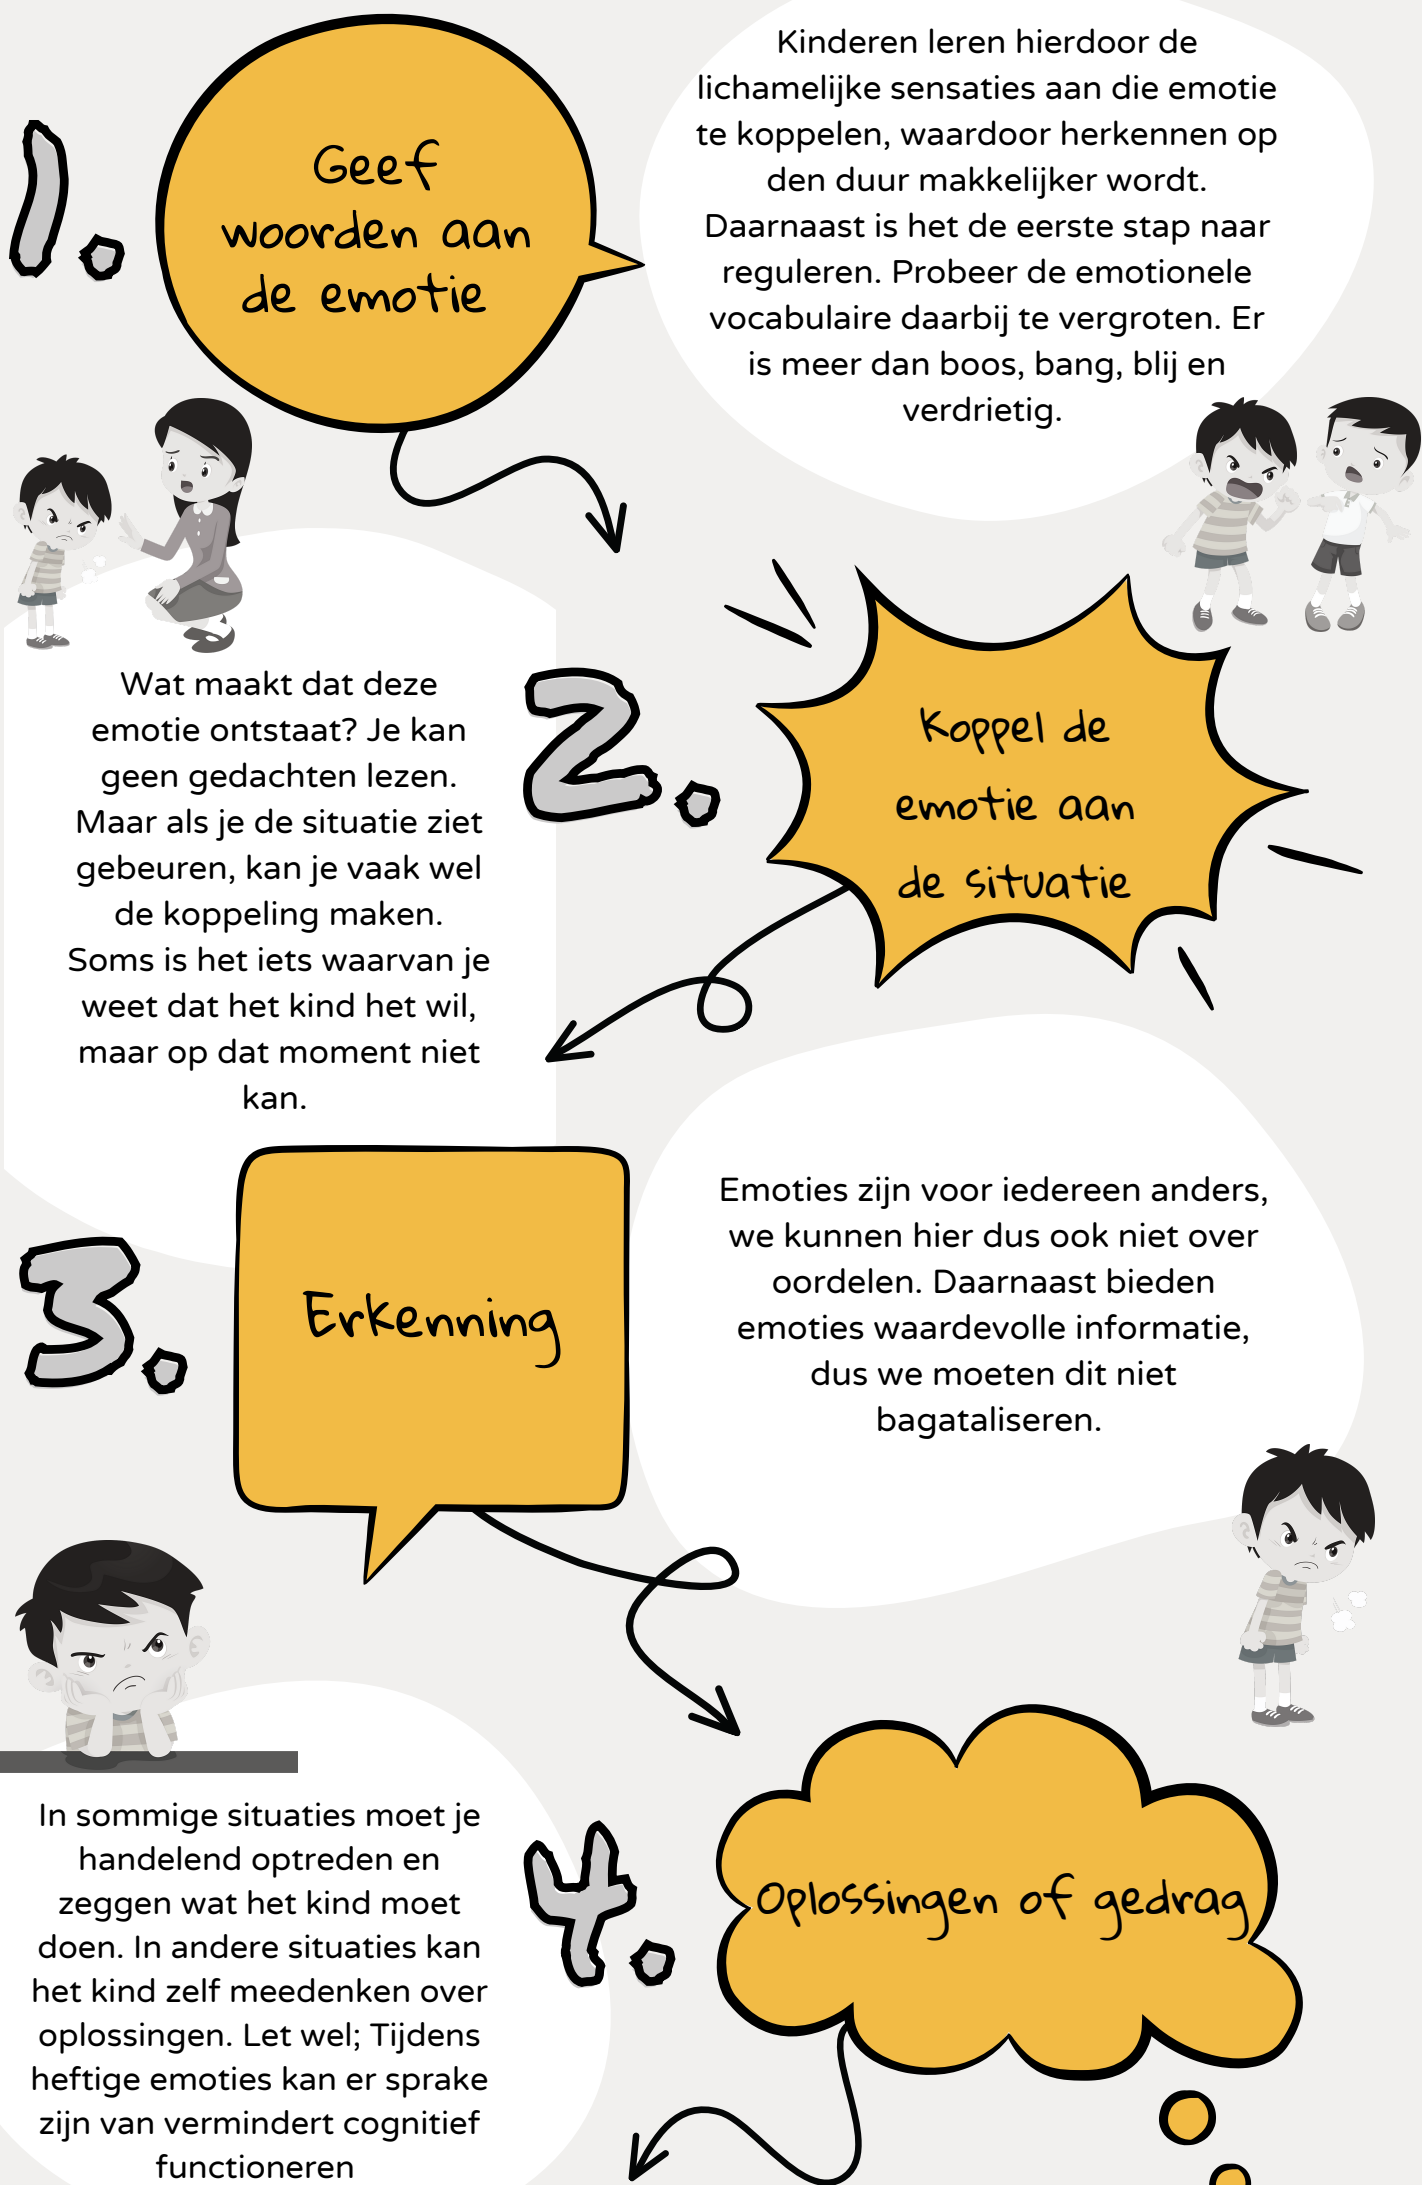 1.
Geef
woorden aan
de emotie
Kinderen leren hierdoor de
lichamelijke sensaties aan die emotie
te koppelen, waardoor herkennen op
den duur makkelijker wordt.
Daarnaast is het de eerste stap naar
reguleren. Probeer de emotionele
vocabulaire daarbij te vergroten. Er
is meer dan boos, bang, blij en
verdrietig.
2.
Koppel de
emotie aan
de situatie
Wat maakt dat deze
emotie ontstaat? Je kan
geen gedachten lezen.
Maar als je de situatie ziet
gebeuren, kan je vaak wel
de koppeling maken.
Soms is het iets waarvan je
weet dat het kind het wil,
maar op dat moment niet
kan.
3.
Erkenning
Emoties zijn voor iedereen anders,
we kunnen hier dus ook niet over
oordelen. Daarnaast bieden
emoties waardevolle informatie,
dus we moeten dit niet
bagataliseren.
4.
Oplossingen of gedrag
In sommige situaties moet je
handelend optreden en
zeggen wat het kind moet
doen. In andere situaties kan
het kind zelf meedenken over
oplossingen. Let wel; Tijdens
heftige emoties kan er sprake
zijn van vermindert cognitief
functioneren